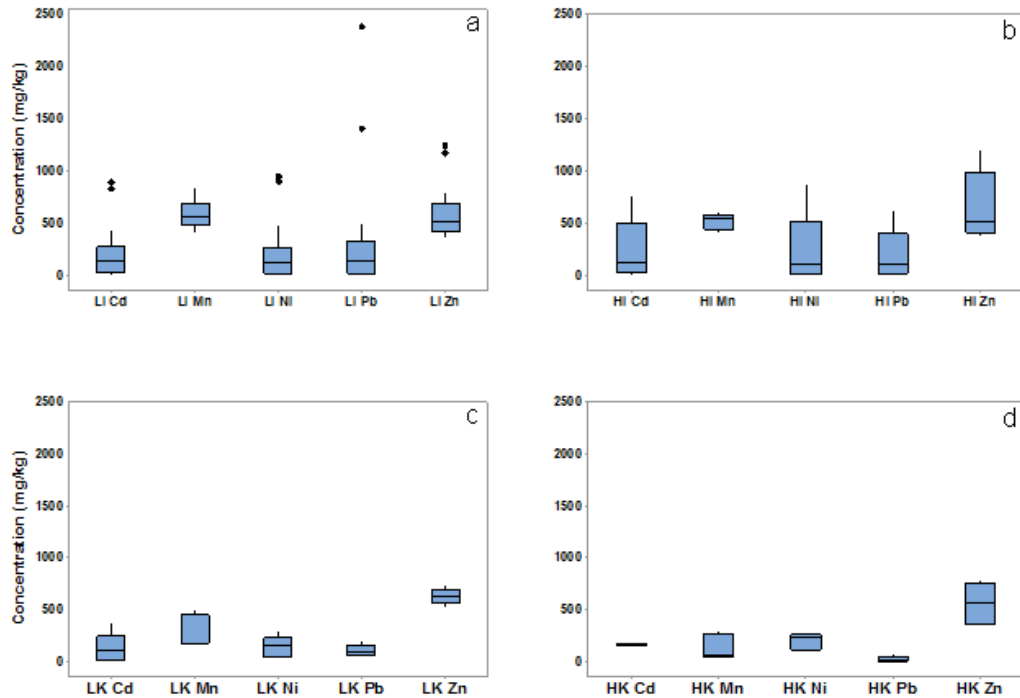 a
2500
2000
1500
1000
500
0
Concentration (mg/kg)
LI Cd LI Mn LI Ni LI Pb LI Zn
b
2500
2000
1500
1000
500
0
HI Cd HI Mn HI Ni HI Pb HI Zn
c
2500
2000
1500
1000
500
0
Concentration (mg/kg)
LK Cd LK Mn LK Ni LK Pb LK Zn
d
2500
2000
1500
1000
500
0
HK Cd HK Mn HK Ni HK Pb HK Zn